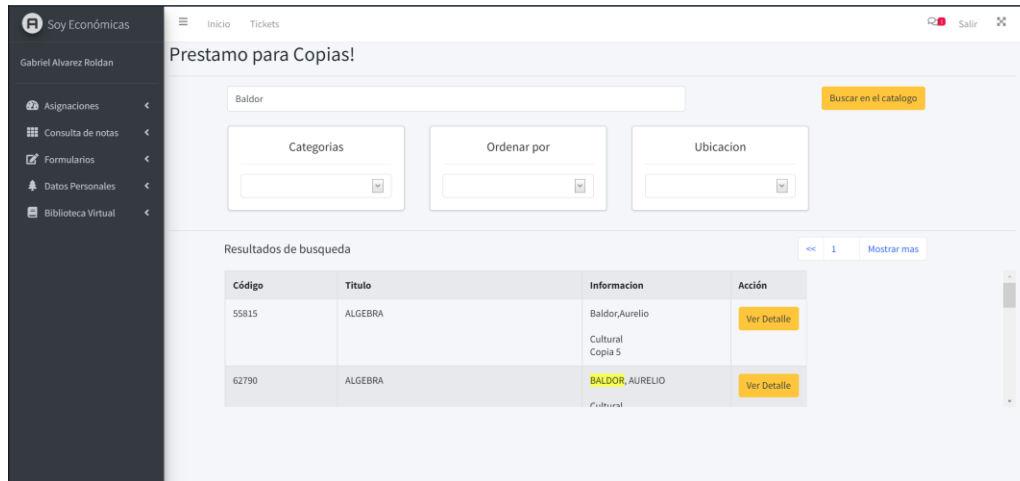 Soy Económicas
Gabriel Alvarez Roldan
Asignaciones
Consulta de notas
Formularios
Datos Personales
Biblioteca Virtual
Inicio Tickets
Salir
Prestamo para Copias!
Baldor
Buscar en el catalogo
Categorias
Ordenar por
Ubicacion
Resultados de busqueda
<< 1 Mostrar mas
Código Titulo Informacion Acción
55815 ALGEBRA Baldor,Aurelio Ver Detalle
Cultural
Copia 5
62790 ALGEBRA BALDOR, AURELIO Ver Detalle
Cultural